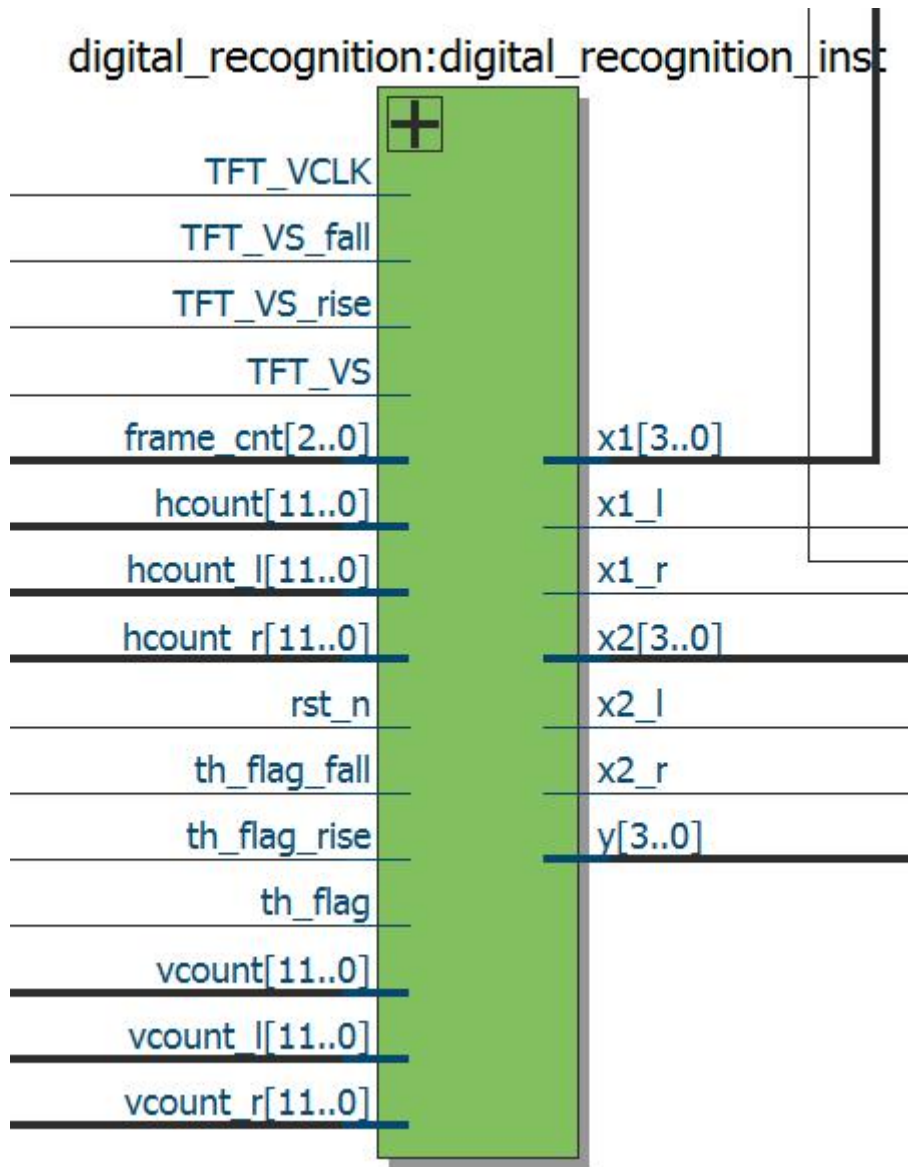 digital_recognition:digital_recognition_inst
TFT_VCLK
TFT_VS_fall
TFT_VS_rise
TFT_VS
frame_cnt[2..0]
hcount[11..0]
hcount_l[11..0]
hcount_r[11..0]
rst_n
th_flag_fall
th_flag_rise
th_flag
vcount[11..0]
vcount_l[11..0]
vcount_r[11..0]
x1[3..0]
x1_l
x1_r
x2[3..0]
x2_l
x2_r
y[3..0]